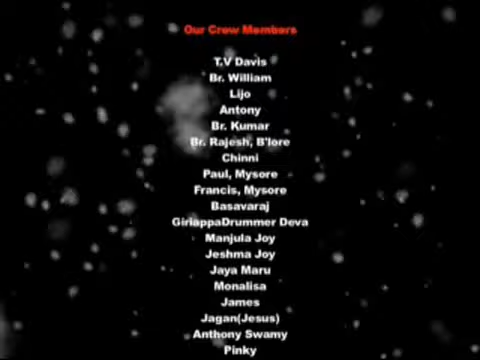 Our Crew Members
T.V Davis
Br. William
Lijo
Antony
Br. Kumar
Br. Rajesh, B'lore
Chinni
Paul, Mysore
Francis, Mysore
Basavaraj
GiriappaDrummer Deva
Manjula Joy
Jeshma Joy
Jaya Maru
Monalisa
James
Jagan(Jesus)
Anthony Swamy
Pinky